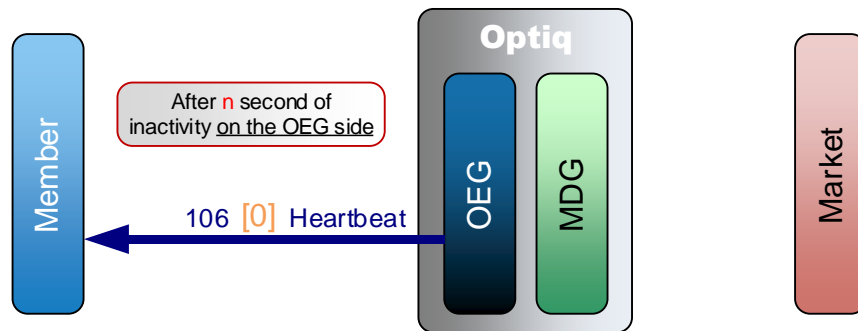 Optiq
Member
After n second of
inactivity on the OEG side
OEG
MDG
Market
106 [0] Heartbeat